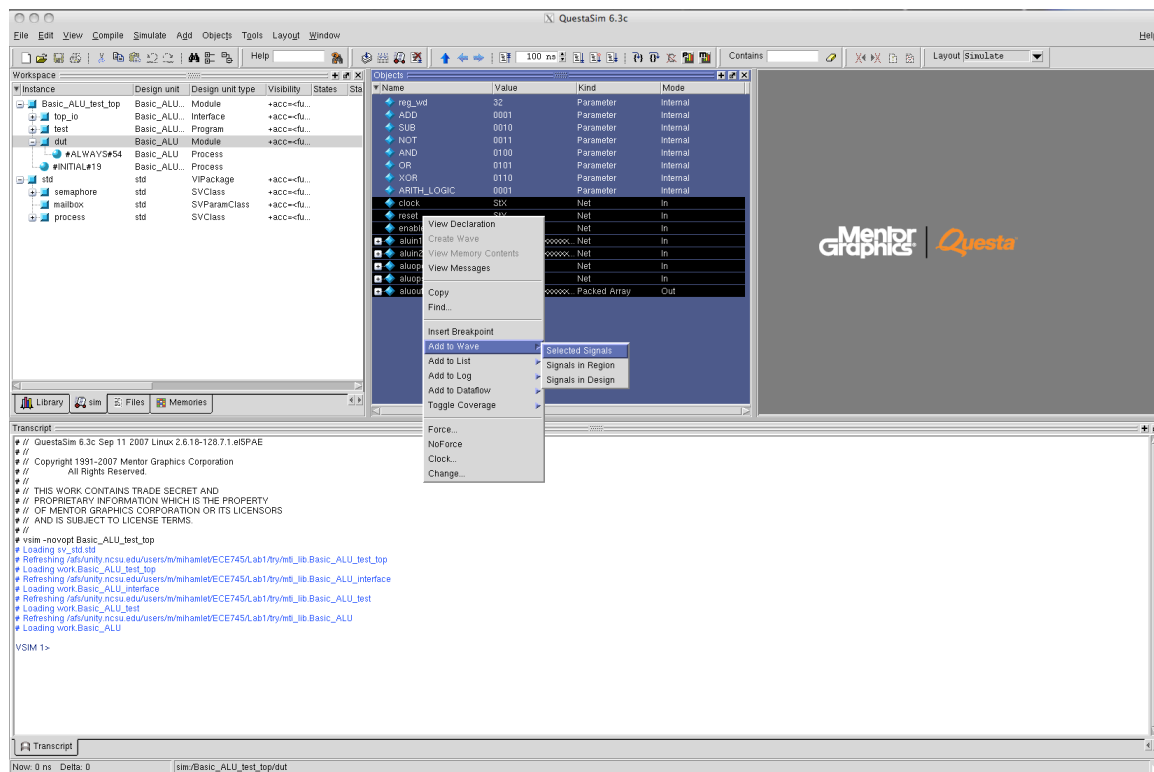 QuestaSim 6.3c
File Edit View Compile Simulate Add Objects Tools Layout Window Help
Help 100 ns Contains Layout Simulate
Workspace
Instance Design unit Design unit type Visibility States Sta
Basic_ALU_test_top Basic_ALU... Module +acc=<fu...
top_io Basic_ALU... Interface +acc=<fu...
test Basic_ALU... Program +acc=<fu...
dut Basic_ALU Module +acc=<fu...
#ALWAYS#54 Basic_ALU Process
#INITIAL#19 Basic_ALU... Process
std std VIPackage +acc=<fu...
semaphore std SVClass +acc=<fu...
mailbox std SVParamClass +acc=<fu...
process std SVClass +acc=<fu...
Library sim Files Memories
Objects
Name Value Kind Mode
reg_wd 32 Parameter Internal
ADD 0001 Parameter Internal
SUB 0010 Parameter Internal
NOT 0011 Parameter Internal
AND 0100 Parameter Internal
OR 0101 Parameter Internal
XOR 0110 Parameter Internal
ARITH_LOGIC 0001 Parameter Internal
clock StX Net In
reset StX Net In
enable Net In
aluin1 xxxxx... Net In
aluin2 xxxxx... Net In
aluop Net In
aluop Net In
aluou xxxxx... Packed Array Out
View Declaration
Create Wave
View Memory Contents
View Messages
Copy
Find...
Insert Breakpoint
Add to Wave
Add to List
Add to Log
Add to Dataflow
Toggle Coverage
Force...
NoForce
Clock...
Change...
Selected Signals
Signals in Region
Signals in Design
Mentor
Graphics
Questa
Transcript
# // QuestaSim 6.3c Sep 11 2007 Linux 2.6.18-128.7.1.el5PAE
# //
# // Copyright 1991-2007 Mentor Graphics Corporation
# // All Rights Reserved.
# //
# // THIS WORK CONTAINS TRADE SECRET AND
# // PROPRIETARY INFORMATION WHICH IS THE PROPERTY
# // OF MENTOR GRAPHICS CORPORATION OR ITS LICENSORS
# // AND IS SUBJECT TO LICENSE TERMS.
# //
# vsim -novopt Basic_ALU_test_top
# Loading sv_std.std
# Refreshing /afs/unity.ncsu.edu/users/m/mihamlet/ECE745/Lab1/try/mti_lib.Basic_ALU_test_top
# Loading work.Basic_ALU_test_top
# Refreshing /afs/unity.ncsu.edu/users/m/mihamlet/ECE745/Lab1/try/mti_lib.Basic_ALU_interface
# Loading work.Basic_ALU_interface
# Refreshing /afs/unity.ncsu.edu/users/m/mihamlet/ECE745/Lab1/try/mti_lib.Basic_ALU_test
# Loading work.Basic_ALU_test
# Refreshing /afs/unity.ncsu.edu/users/m/mihamlet/ECE745/Lab1/try/mti_lib.Basic_ALU
# Loading work.Basic_ALU
VSIM 1>
Transcript
Now: 0 ns Delta: 0 sim:/Basic_ALU_test_top/dut